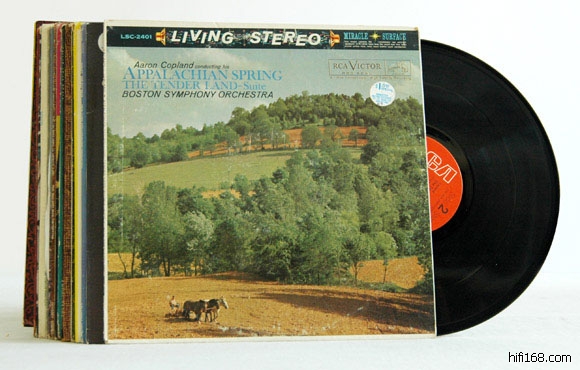 LSC-2401 LIVING STEREO MIRACLE SURFACE
Aaron Copland conducting his
APPALACHIAN SPRING
THE TENDER LAND-Suite
BOSTON SYMPHONY ORCHESTRA
RCA VICTOR
RCA
2
hifi168.com